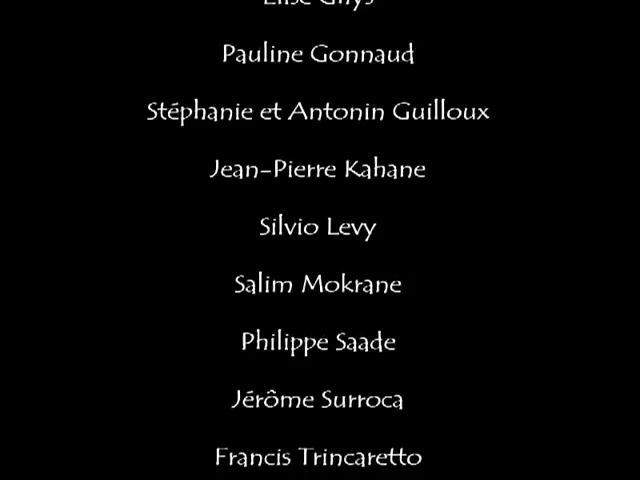 Pauline Gonnaud
Stéphanie et Antonin Guilloux
Jean-Pierre Kahane
Silvio Levy
Salim Mokrane
Philippe Saade
Jérôme Surroca
Francis Trincaretto